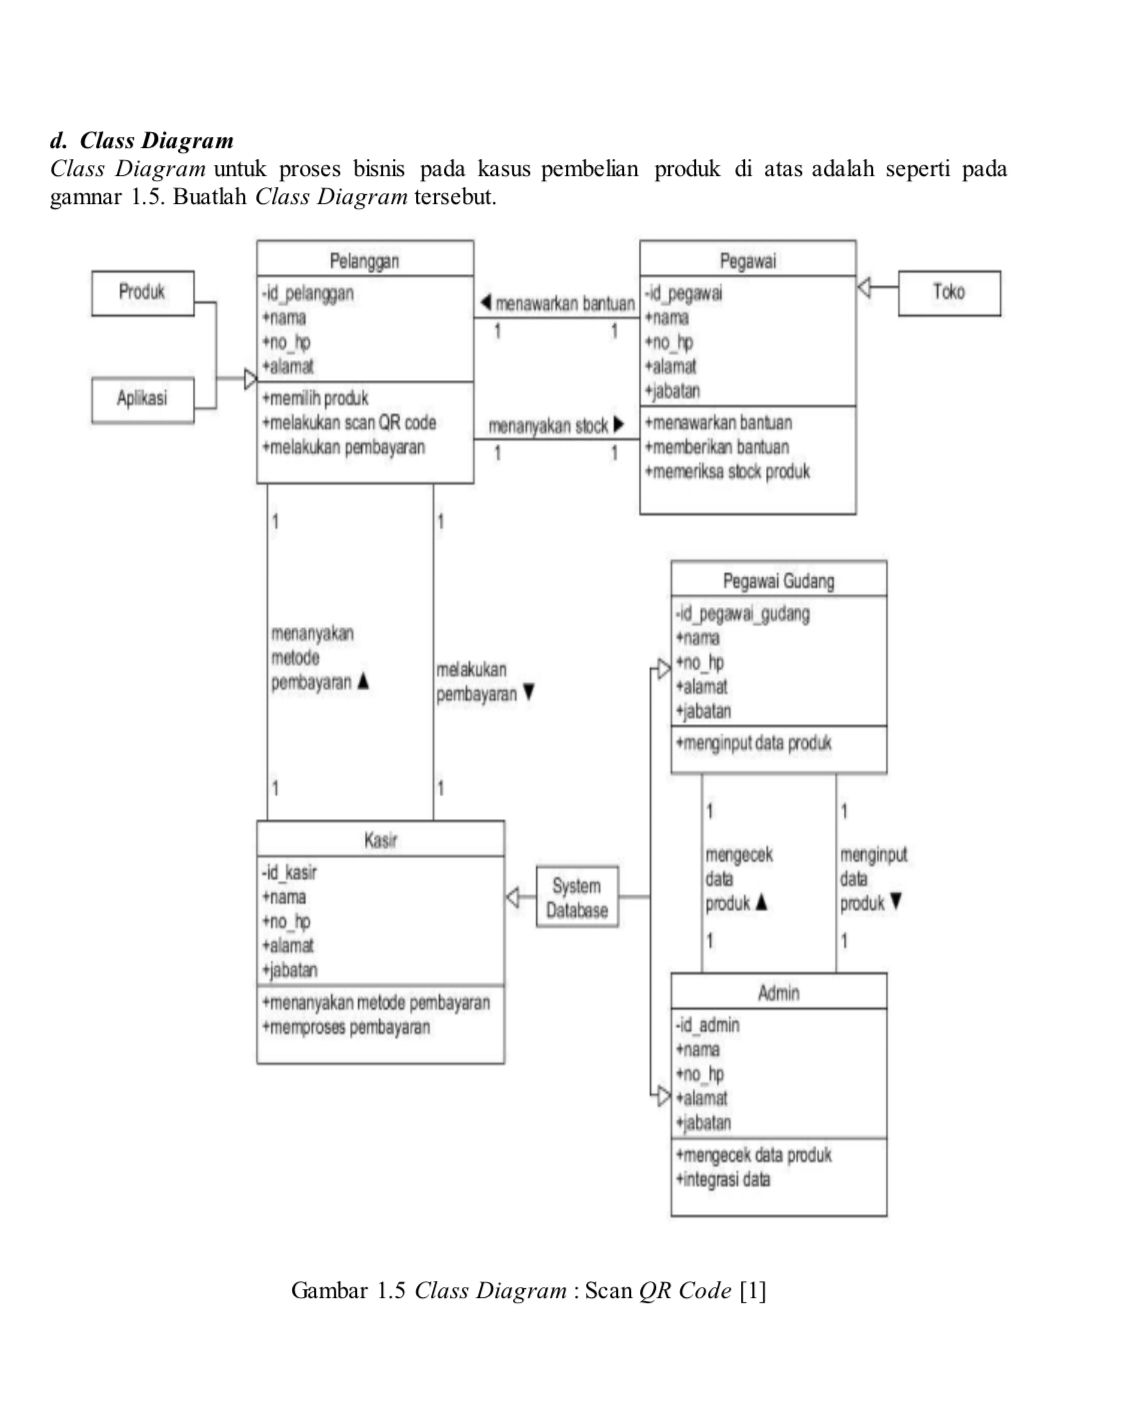 d. Class Diagram
Class Diagram untuk proses bisnis pada kasus pembelian produk di atas adalah seperti pada
gamnar 1.5. Buatlah Class Diagram tersebut.
Produk
Aplikasi
Pelanggan
-id_pelanggan
+nama
+no_hp
+alamat
+memilih produk
+melakukan scan QR code
+melakukan pembayaran
◀ menawarkan bantuan
1 1
menanyakan stock ▶
1 1
Pegawai
-id_pegawai
+nama
+no_hp
+alamat
+jabatan
+menawarkan bantuan
+memberikan bantuan
+memeriksa stock produk
Toko
1
menanyakan
metode
pembayaran ▲
1
1
melakukan
pembayaran ▼
1
Pegawai Gudang
-id_pegawai_gudang
+nama
+no_hp
+alamat
+jabatan
+menginput data produk
Kasir
-id_kasir
+nama
+no_hp
+alamat
+jabatan
+menanyakan metode pembayaran
+memproses pembayaran
System
Database
1
mengecek
data
produk ▲
1
1
menginput
data
produk ▼
1
Admin
-id_admin
+nama
+no_hp
+alamat
+jabatan
+mengecek data produk
+integrasi data
Gambar 1.5 Class Diagram : Scan QR Code [1]